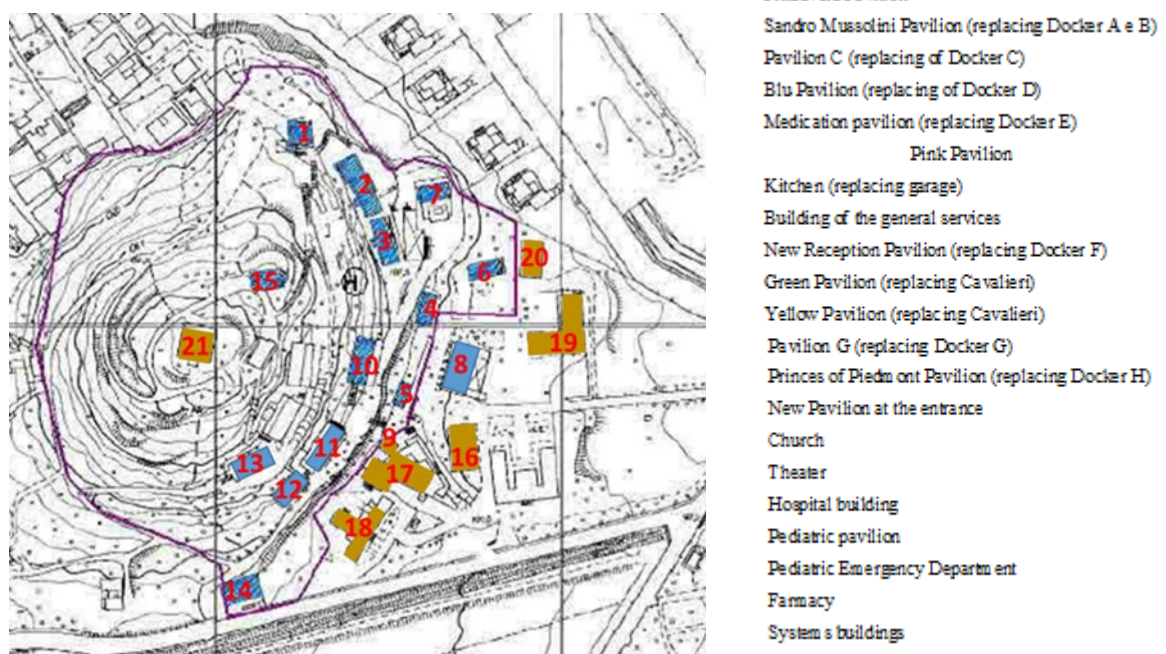 1
2
7
3
20
6
15
H
4
21
19
10
8
5
9
11
16
13
17
12
18
14
Sandro Mussolini Pavilion (replacing Docker A e B)
Pavilion C (replacing of Docker C)
Blu Pavilion (replacing of Docker D)
Medication pavilion (replacing Docker E)
Pink Pavilion
Kitchen (replacing garage)
Building of the general services
New Reception Pavilion (replacing Docker F)
Green Pavilion (replacing Cavalieri)
Yellow Pavilion (replacing Cavalieri)
Pavilion G (replacing Docker G)
Princes of Piedmont Pavilion (replacing Docker H)
New Pavilion at the entrance
Church
Theater
Hospital building
Pediatric pavilion
Pediatric Emergency Department
Farmacy
Systems buildings